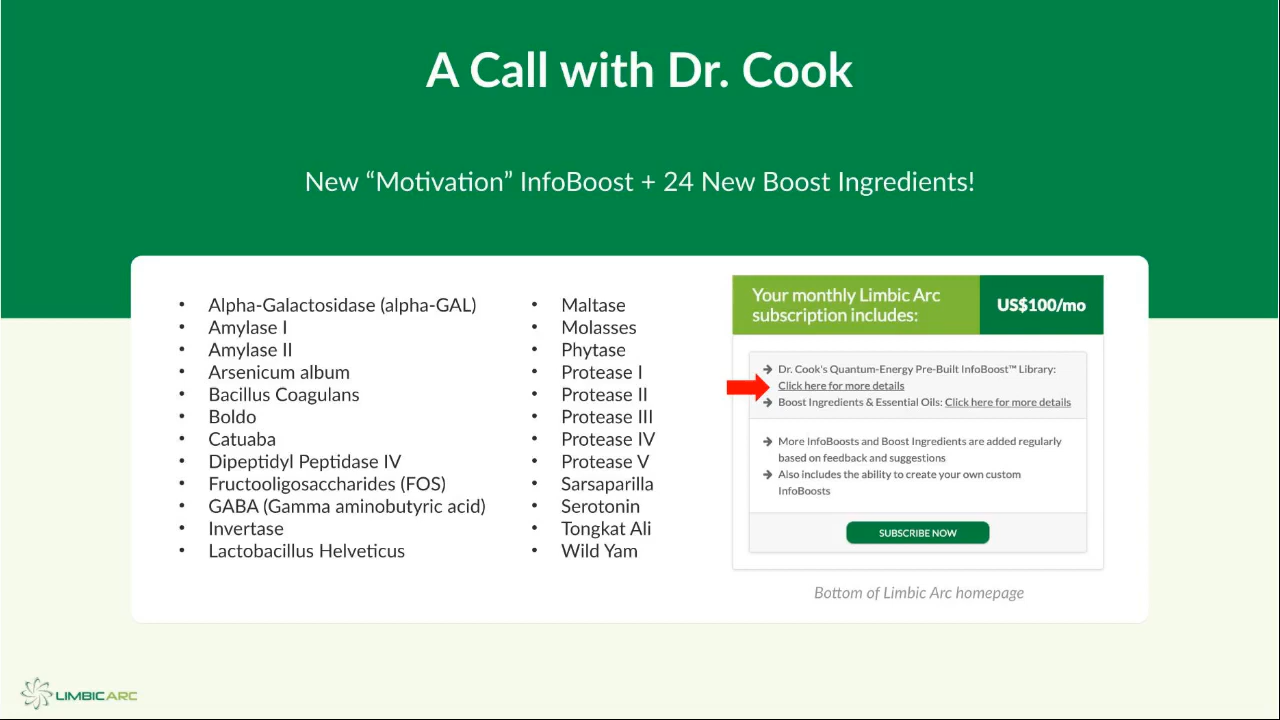 A Call with Dr. Cook
New “Motivation” InfoBoost + 24 New Boost Ingredients!
• Alpha-Galactosidase (alpha-GAL)
• Amylase I
• Amylase II
• Arsenicum album
• Bacillus Coagulans
• Boldo
• Catuaba
• Dipeptidyl Peptidase IV
• Fructooligosaccharides (FOS)
• GABA (Gamma aminobutyric acid)
• Invertase
• Lactobacillus Helveticus
• Maltase
• Molasses
• Phytase
• Protease I
• Protease II
• Protease III
• Protease IV
• Protease V
• Sarsaparilla
• Serotonin
• Tongkat Ali
• Wild Yam
Your monthly Limbic Arc
subscription includes:
US$100/mo
Dr. Cook's Quantum-Energy Pre-Built InfoBoost™ Library:
Click here for more details
Boost Ingredients & Essential Oils: Click here for more details
More InfoBoosts and Boost Ingredients are added regularly
based on feedback and suggestions
Also includes the ability to create your own custom
InfoBoosts
SUBSCRIBE NOW
Bottom of Limbic Arc homepage
LIMBIC ARC